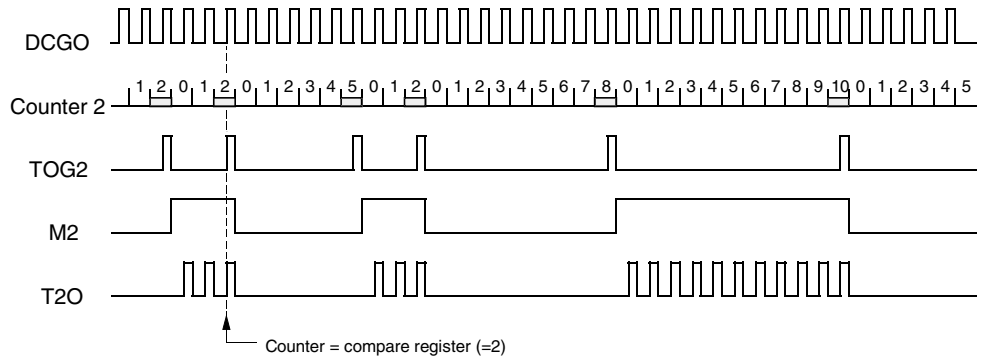 DCGO
Counter 2 1 2 0 1 2 0 1 2 3 4 5 0 1 2 0 1 2 3 4 5 6 7 8 0 1 2 3 4 5 6 7 8 9 10 0 1 2 3 4 5
TOG2
M2
T2O
Counter = compare register (=2)